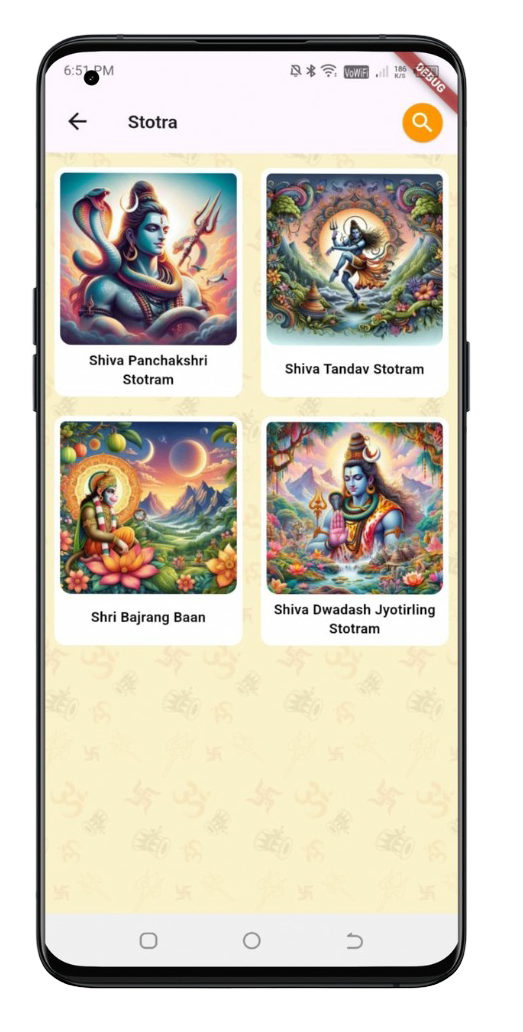 6:51 PM
VoWiFi
186
K/S
DEBUG
Stotra
Shiva Panchakshri
Stotram
Shiva Tandav Stotram
Shri Bajrang Baan
Shiva Dwadash Jyotirling
Stotram